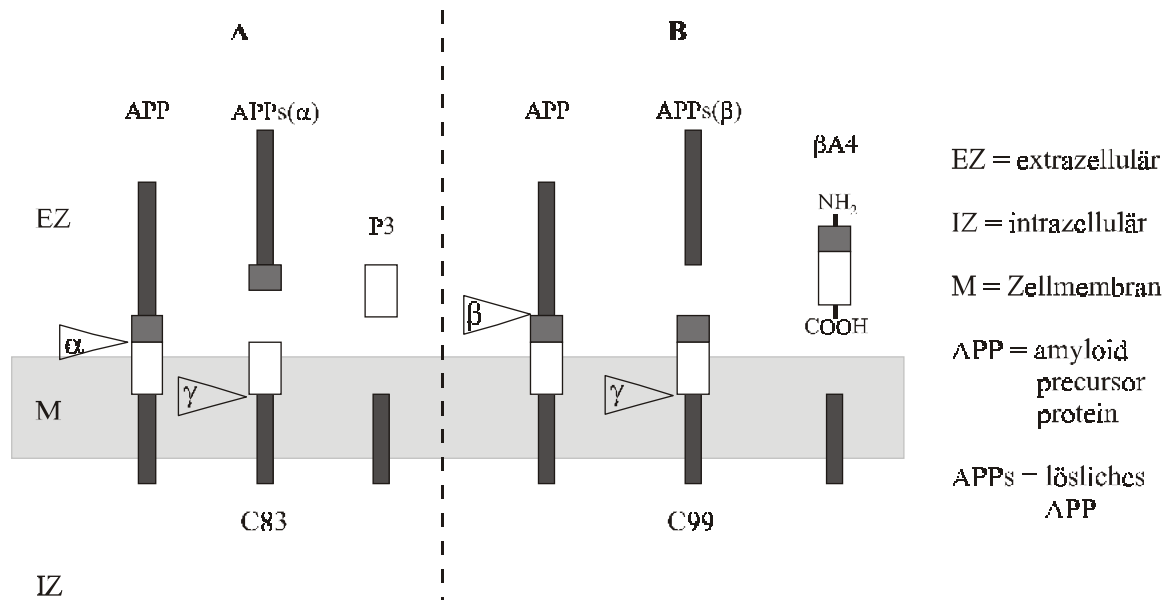 A
B
APP
APPs(α)
APP
APPs(β)
βA4
EZ = extrazellulär
NH₂
EZ
P3
IZ = intrazellulär
β
M = Zellmembran
COOH
α
APP = amyloid
precursor
protein
γ
γ
M
APPs = lösliches
APP
C83
C99
IZ